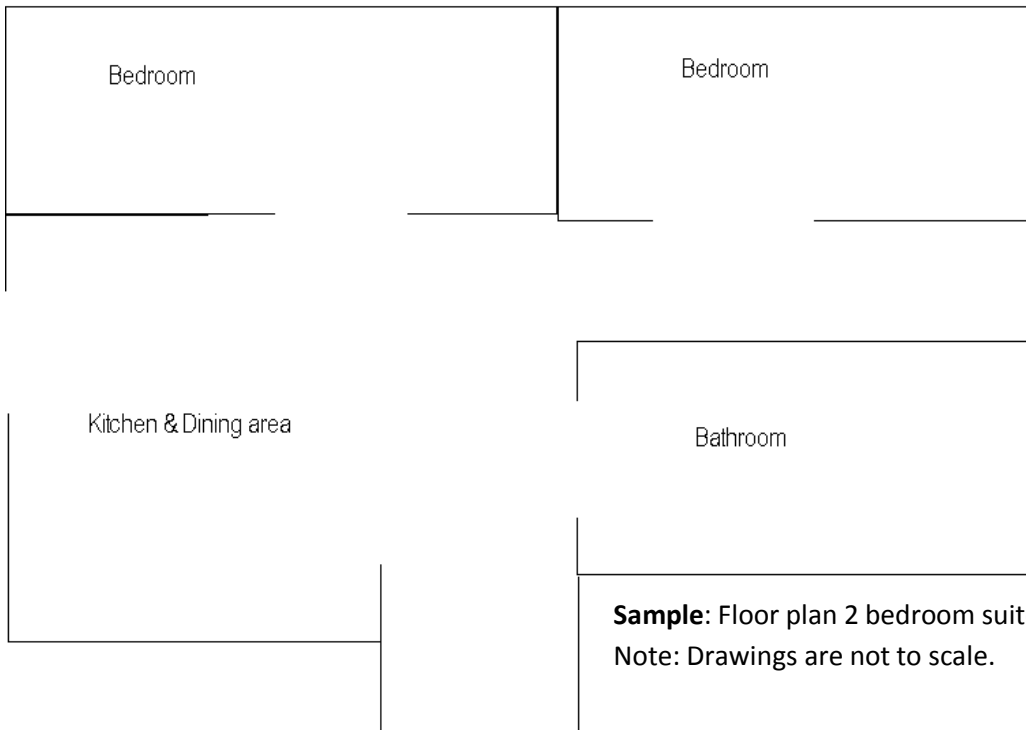 Bedroom
Bedroom
Kitchen & Dining area
Bathroom
Sample: Floor plan 2 bedroom suit
Note: Drawings are not to scale.